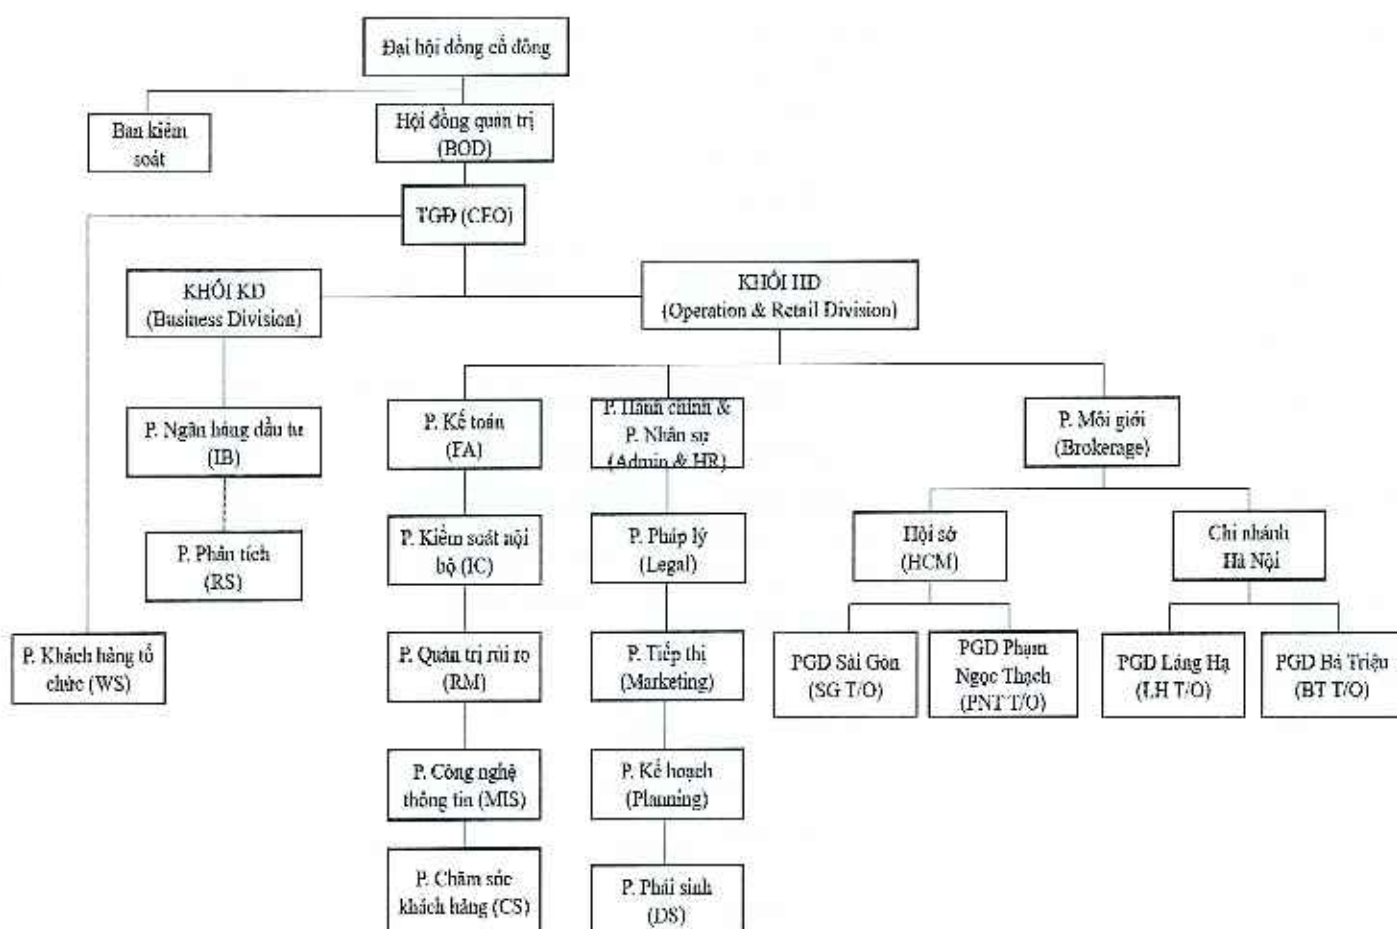 Đại hội đồng cổ đông
Ban kiểm
soát
Hội đồng quản trị
(BOD)
TGĐ (CEO)
KHỐI KD
(Business Division)
KHỐI HĐ
(Operation & Retail Division)
P. Ngân hàng đầu tư
(IB)
P. Kế toán
(FA)
P. Hành chính &
P. Nhân sự
(Admin & HR)
P. Môi giới
(Brokerage)
P. Phân tích
(RS)
P. Kiểm soát nội
bộ (IC)
P. Pháp lý
(Legal)
Hội sở
(HCM)
Chi nhánh
Hà Nội
P. Khách hàng tổ
chức (WS)
P. Quản trị rủi ro
(RM)
P. Tiếp thị
(Marketing)
PGD Sài Gòn
(SG T/O)
PGD Phạm
Ngọc Thạch
(PNT T/O)
PGD Láng Hạ
(LH T/O)
PGD Bà Triệu
(BT T/O)
P. Công nghệ
thông tin (MIS)
P. Kế hoạch
(Planning)
P. Chăm sóc
khách hàng (CS)
P. Phái sinh
(DS)